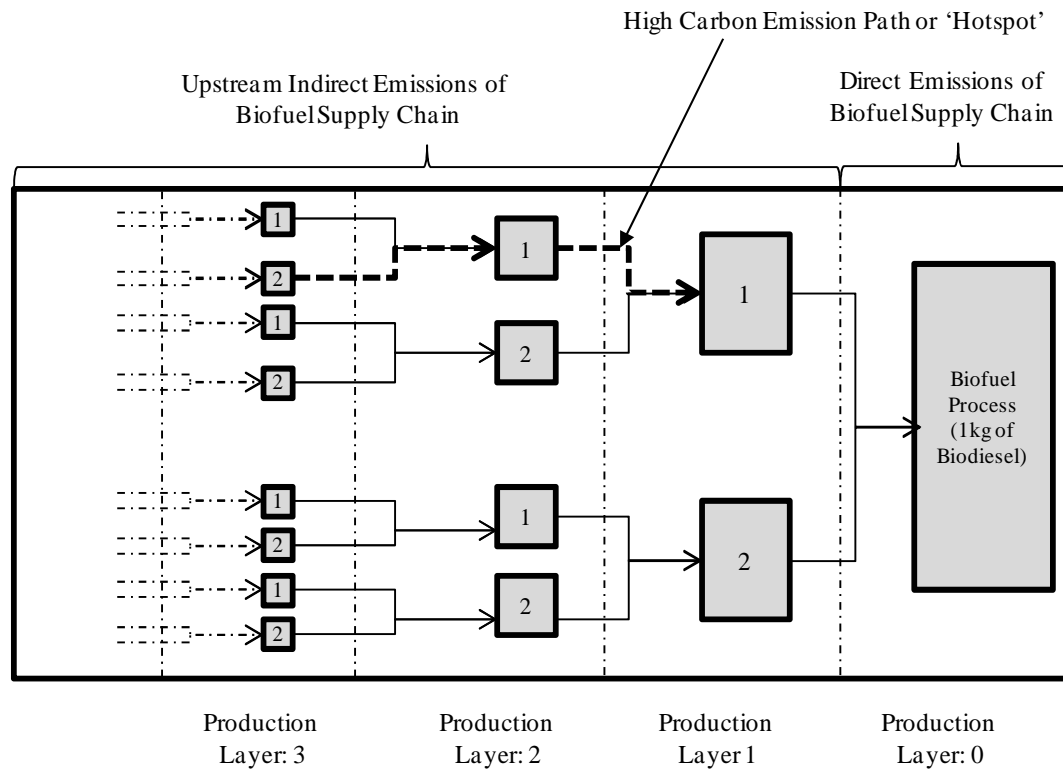 High Carbon Emission Path or ‘Hotspot’
Upstream Indirect Emissions of
Biofuel Supply Chain
Direct Emissions of
Biofuel Supply Chain
1
2
1
2
1
2
1
2
1
2
1
2
1
2
Biofuel
Process
(1kg of
Biodiesel)
Production
Layer: 3
Production
Layer: 2
Production
Layer 1
Production
Layer: 0